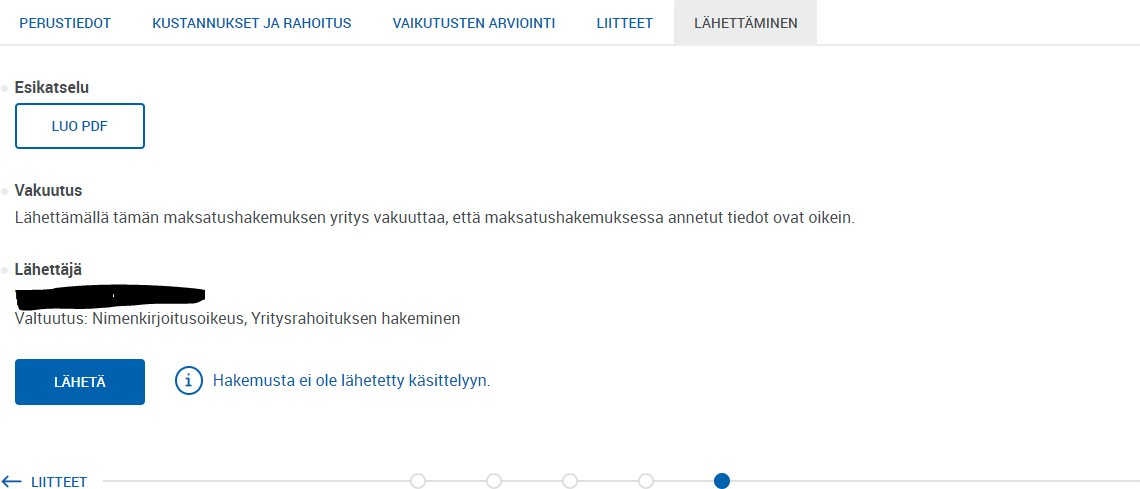 PERUSTIEDOT KUSTANNUKSET JA RAHOITUS VAIKUTUSTEN ARVIOINTI LIITTEET LÄHETTÄMINEN
Esikatselu
LUO PDF
Vakuutus
Lähettämällä tämän maksatushakemuksen yritys vakuuttaa, että maksatushakemuksessa annetut tiedot ovat oikein.
Lähettäjä
Valtuutus: Nimenkirjoitusoikeus, Yritysrahoituksen hakeminen
LÄHETÄ Hakemusta ei ole lähetetty käsittelyyn.
LIITTEET